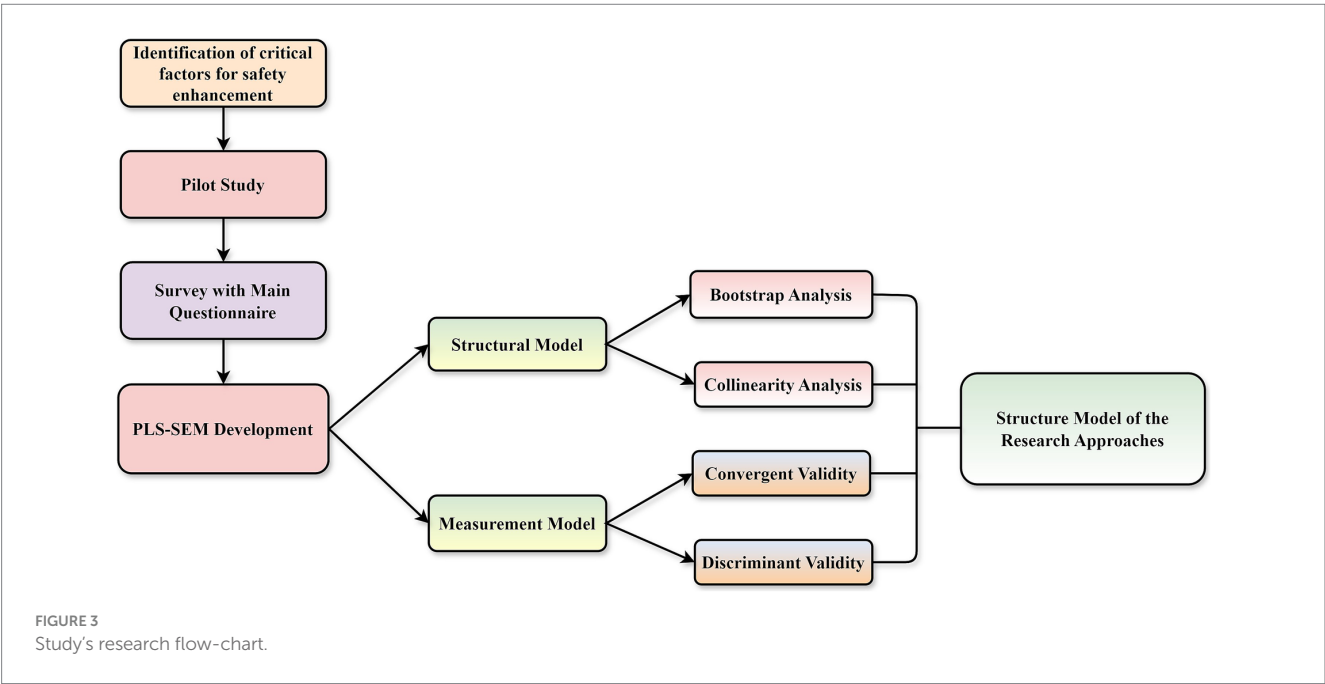 Identification of critical
factors for safety
enhancement
Pilot Study
Survey with Main
Questionnaire
PLS-SEM Development
Structural Model
Measurement Model
Bootstrap Analysis
Collinearity Analysis
Convergent Validity
Discriminant Validity
Structure Model of the
Research Approaches
FIGURE 3
Study’s research flow-chart.